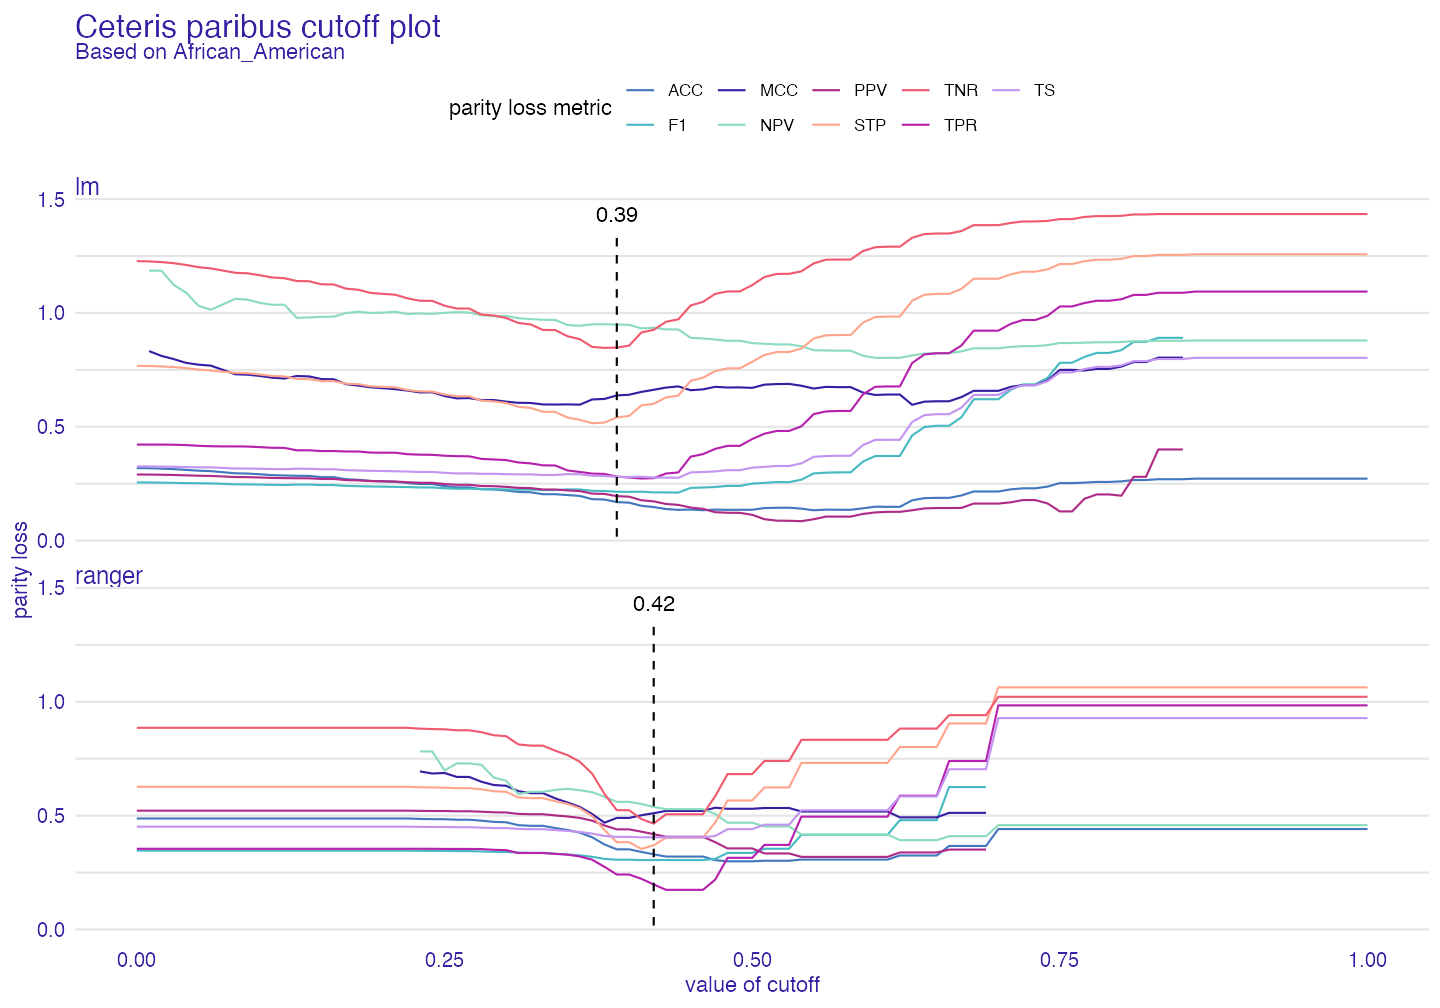 Ceteris paribus cutoff plot
Based on African_American
parity loss metric
ACC MCC PPV TNR TS
F1 NPV STP TPR
lm
1.5
0.39
1.0
0.5
0.0
parity loss
ranger
1.5
0.42
1.0
0.5
0.0
0.00 0.25 0.50 0.75 1.00
value of cutoff